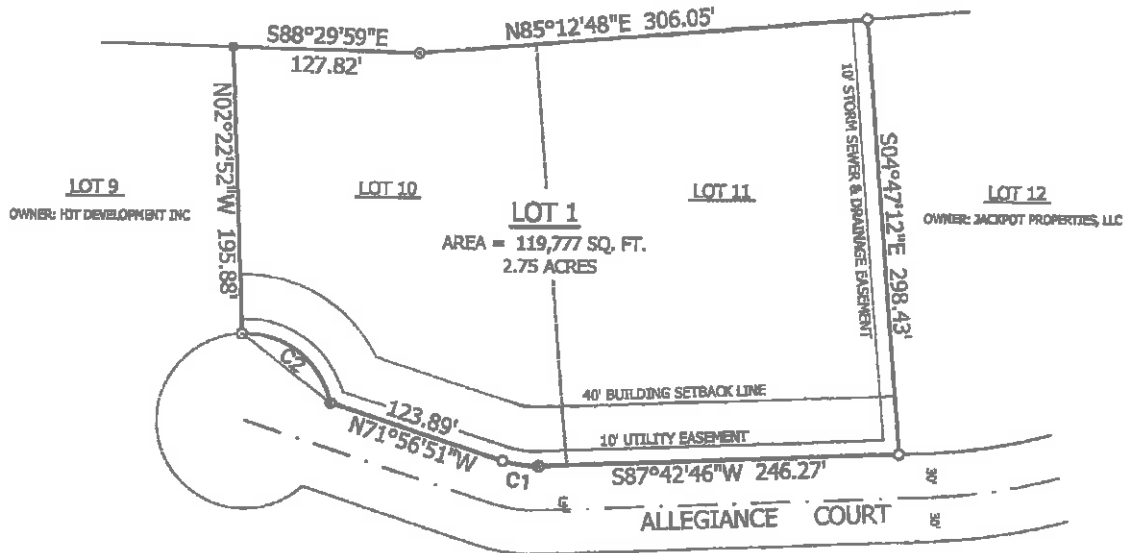 S88°29'59"E
127.82'
N85°12'48"E 306.05'
N02°22'52"W 195.88'
10' STORM SEWER & DRAINAGE EASEMENT
S04°47'12"E 298.43'
LOT 9
OWNER: HJT DEVELOPMENT INC
LOT 10
LOT 1
AREA = 119,777 SQ. FT.
2.75 ACRES
LOT 11
LOT 12
OWNER: JACKPOT PROPERTIES, LLC
C2
123.89'
N71°56'51"W
40' BUILDING SETBACK LINE
10' UTILITY EASEMENT
C1
S87°42'46"W 246.27'
30'
30'
ALLEGIANCE COURT